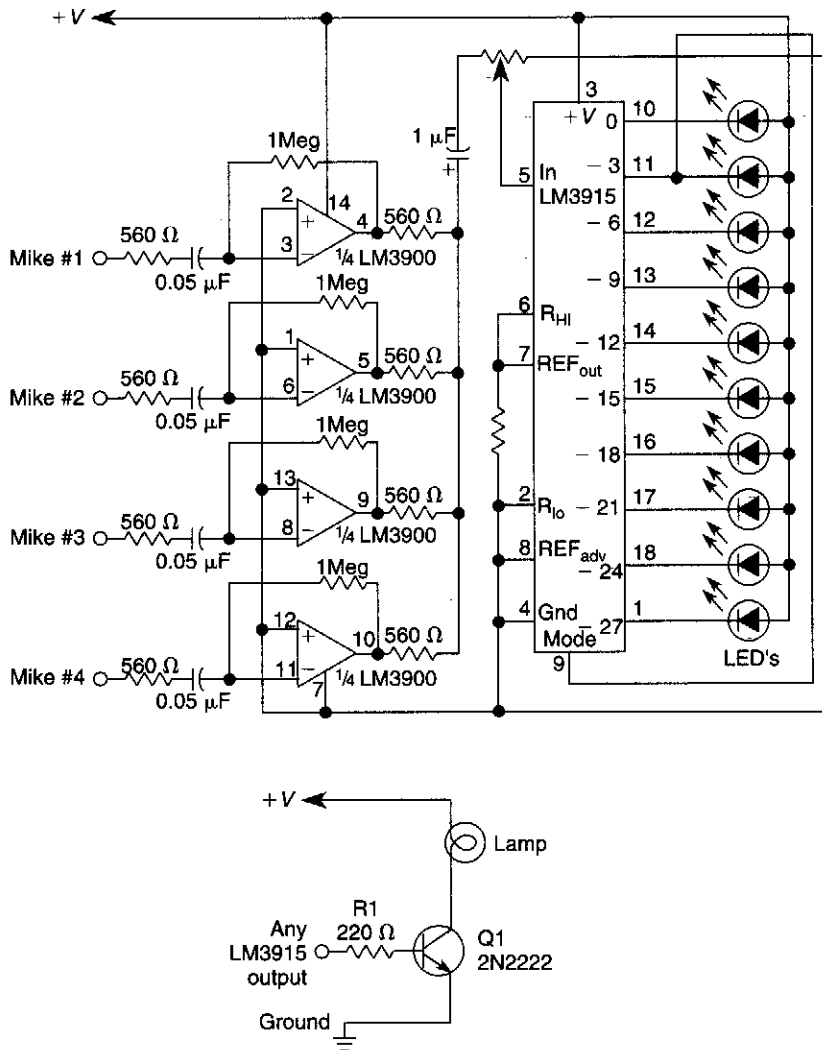 +V
1Meg
2
+
14
4
560 Ω
3
−
¼ LM3900
Mike #1
560 Ω
0.05 μF
1Meg
1
+
5
560 Ω
6
−
¼ LM3900
Mike #2
560 Ω
0.05 μF
1Meg
13
+
9
560 Ω
8
−
¼ LM3900
Mike #3
560 Ω
0.05 μF
1Meg
12
+
10
560 Ω
11
−
7
¼ LM3900
Mike #4
560 Ω
0.05 μF
1 μF
+
3
+V
0
10
5
In
− 3
11
LM3915
− 6
12
− 9
13
6
RHI
− 12
14
7
REFout
− 15
15
− 18
16
2
Rlo
− 21
17
8
REFadv
− 24
18
4
Gnd
− 27
1
Mode
9
LED's
+V
Lamp
R1
220 Ω
Any
LM3915
output
Q1
2N2222
Ground